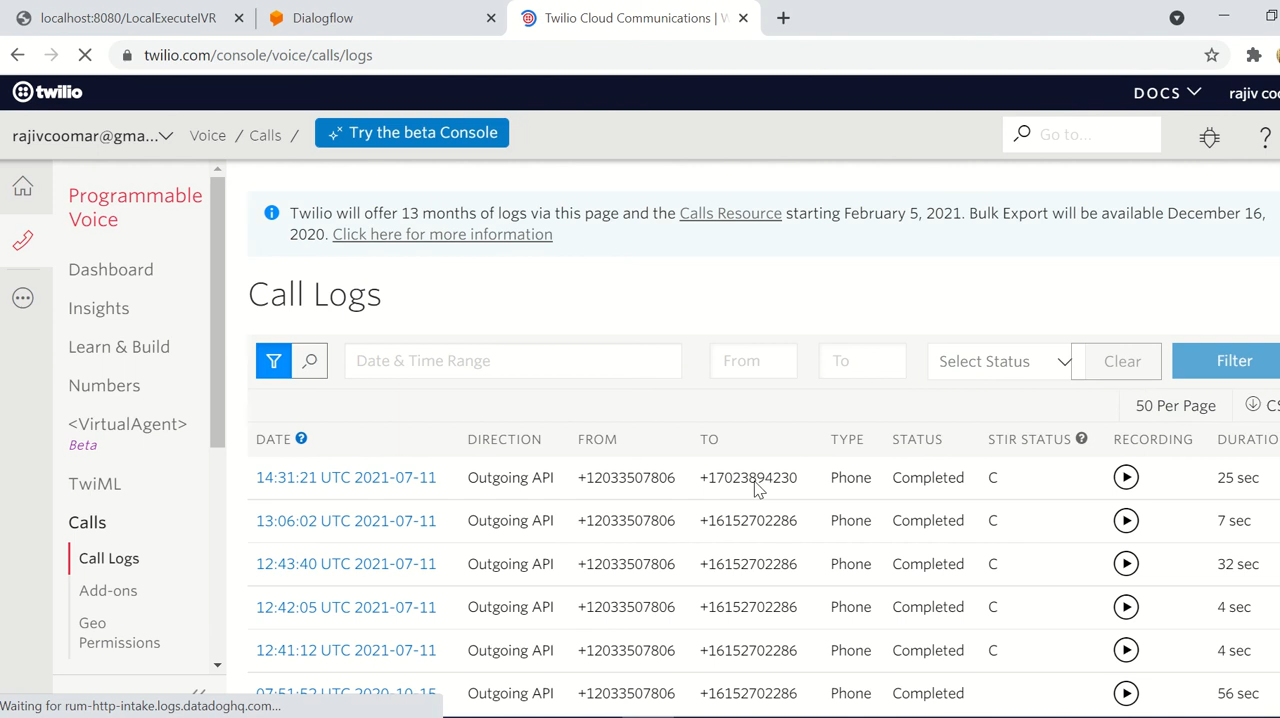 localhost:8080/LocalExecuteIVR
Dialogflow
Twilio Cloud Communications | W
twilio.com/console/voice/calls/logs
twilio
DOCS
rajiv coo
rajivcoomar@gma...
Voice / Calls /
Try the beta Console
Go to...
Programmable
Voice
Dashboard
Insights
Learn & Build
Numbers
<VirtualAgent>
Beta
TwiML
Calls
Call Logs
Add-ons
Geo
Permissions
Twilio will offer 13 months of logs via this page and the Calls Resource starting February 5, 2021. Bulk Export will be available December 16,
2020. Click here for more information
Call Logs
Date & Time Range
From
To
Select Status
Clear
Filter
50 Per Page
CS
DATE DIRECTION FROM TO TYPE STATUS STIR STATUS RECORDING DURATIO
14:31:21 UTC 2021-07-11 Outgoing API +12033507806 +17023894230 Phone Completed C 25 sec
13:06:02 UTC 2021-07-11 Outgoing API +12033507806 +16152702286 Phone Completed C 7 sec
12:43:40 UTC 2021-07-11 Outgoing API +12033507806 +16152702286 Phone Completed C 32 sec
12:42:05 UTC 2021-07-11 Outgoing API +12033507806 +16152702286 Phone Completed C 4 sec
12:41:12 UTC 2021-07-11 Outgoing API +12033507806 +16152702286 Phone Completed C 4 sec
07:51:52 UTC 2020-10-15 Outgoing API +12033507806 +16152702286 Phone Completed 56 sec
Waiting for rum-http-intake.logs.datadoghq.com...